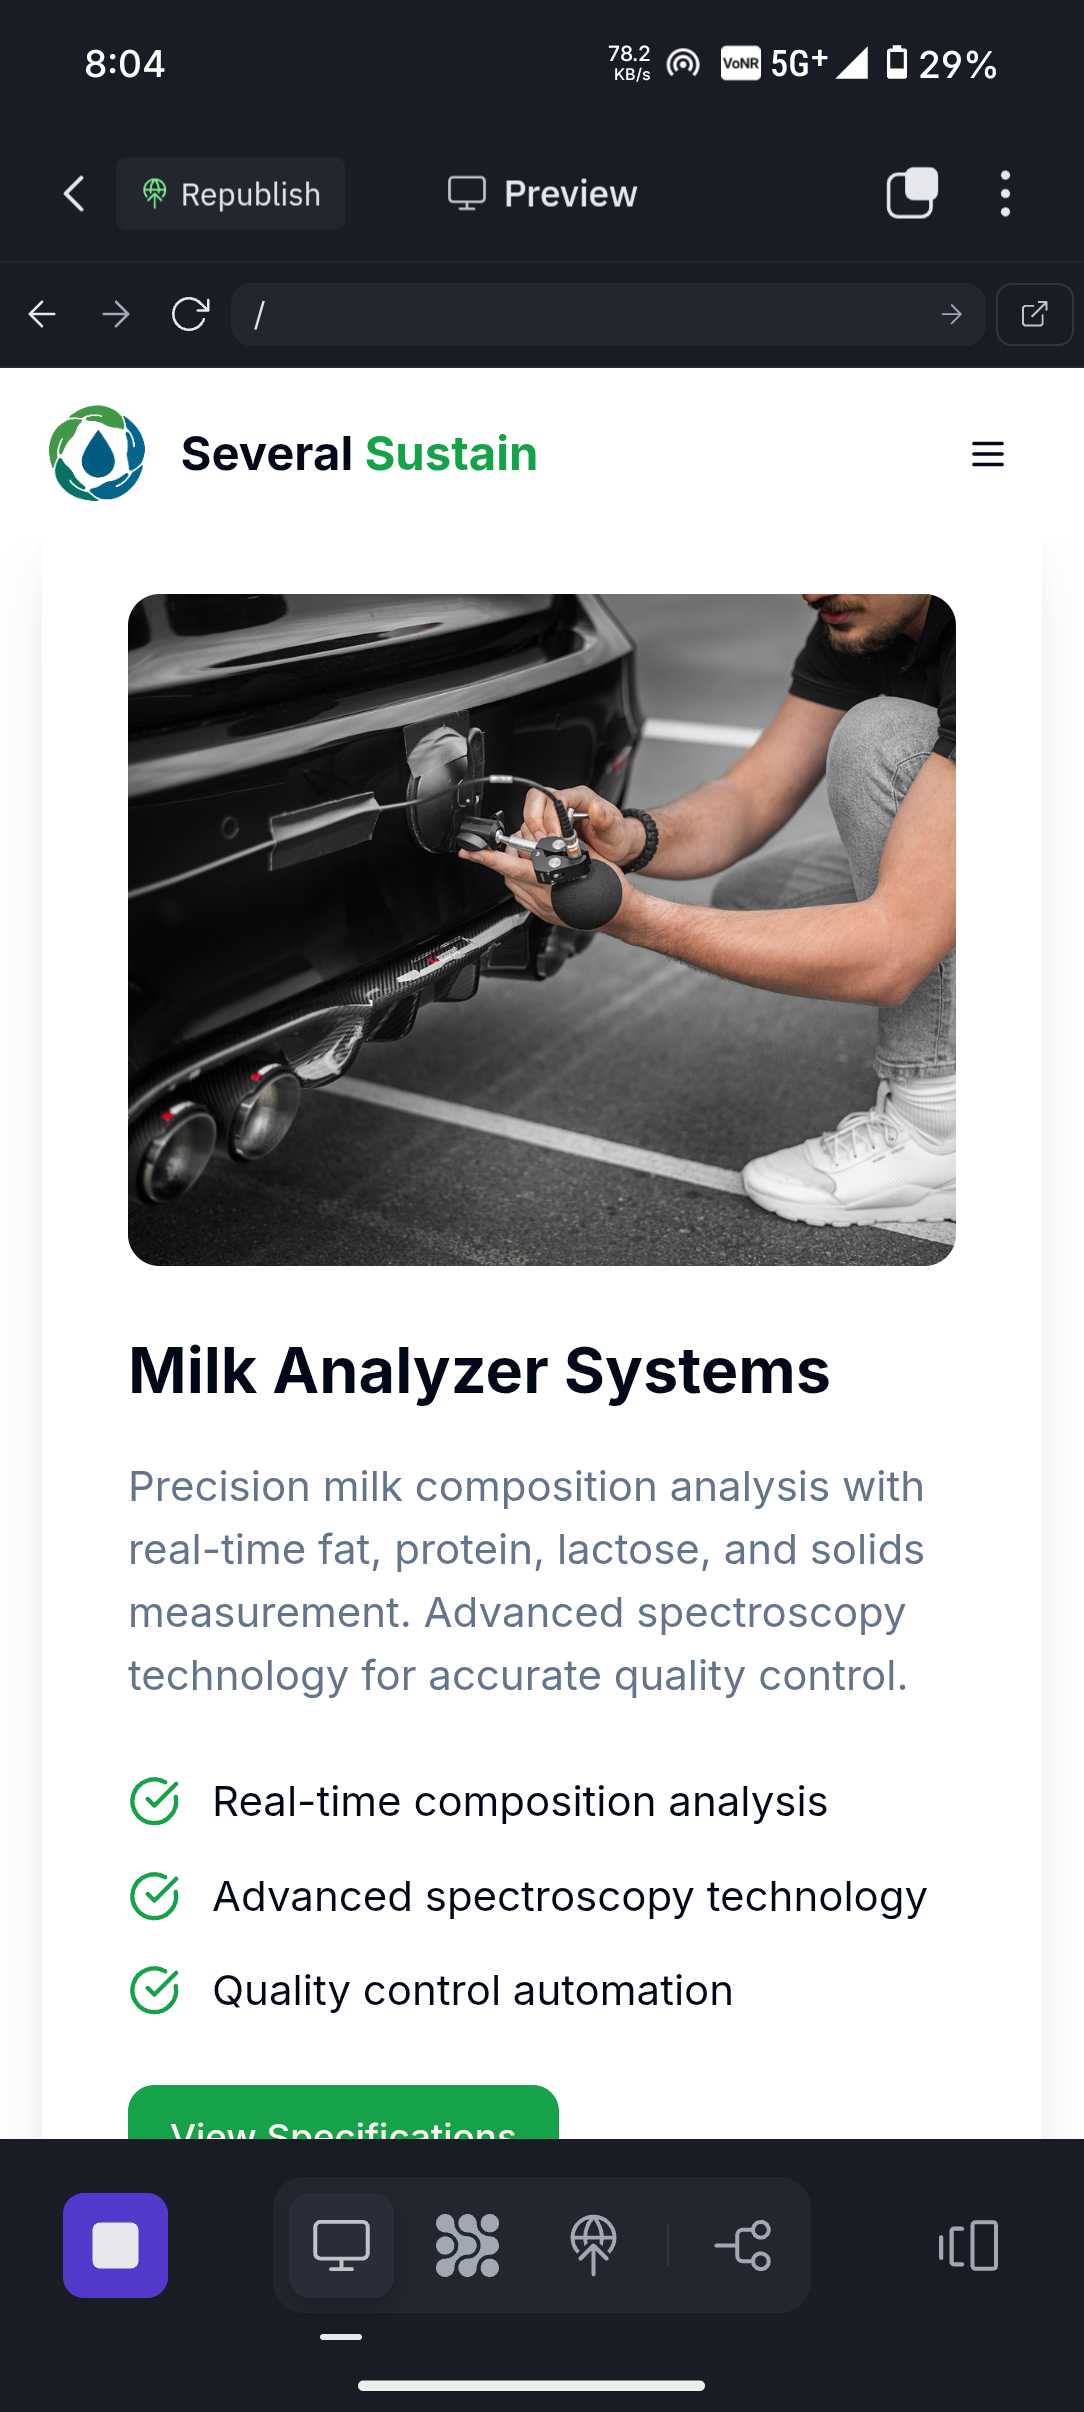 8:04
78.2
KB/s
VoNR
5G+
29%
Republish
Preview
/
Several Sustain
Milk Analyzer Systems
Precision milk composition analysis with
real-time fat, protein, lactose, and solids
measurement. Advanced spectroscopy
technology for accurate quality control.
Real-time composition analysis
Advanced spectroscopy technology
Quality control automation
View Specifications